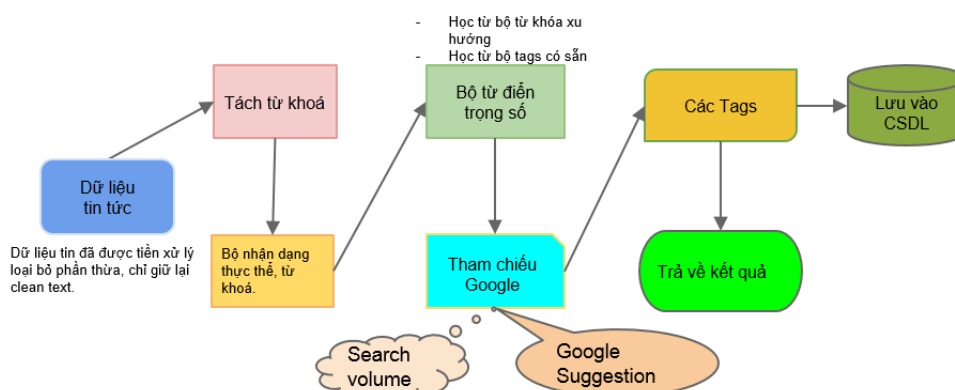 - Học từ bộ từ khóa xu
hướng
- Học từ bộ tags có sẵn
Tách từ khoá
Bộ từ điển
trọng số
Các Tags
Lưu vào
CSDL
Dữ liệu
tin tức
Dữ liệu tin đã được tiền xử lý
loại bỏ phần thừa, chỉ giữ lại
clean text.
Bộ nhận dạng
thực thể, từ
khoá.
Tham chiếu
Google
Trả về kết quả
Search
volume
Google
Suggestion